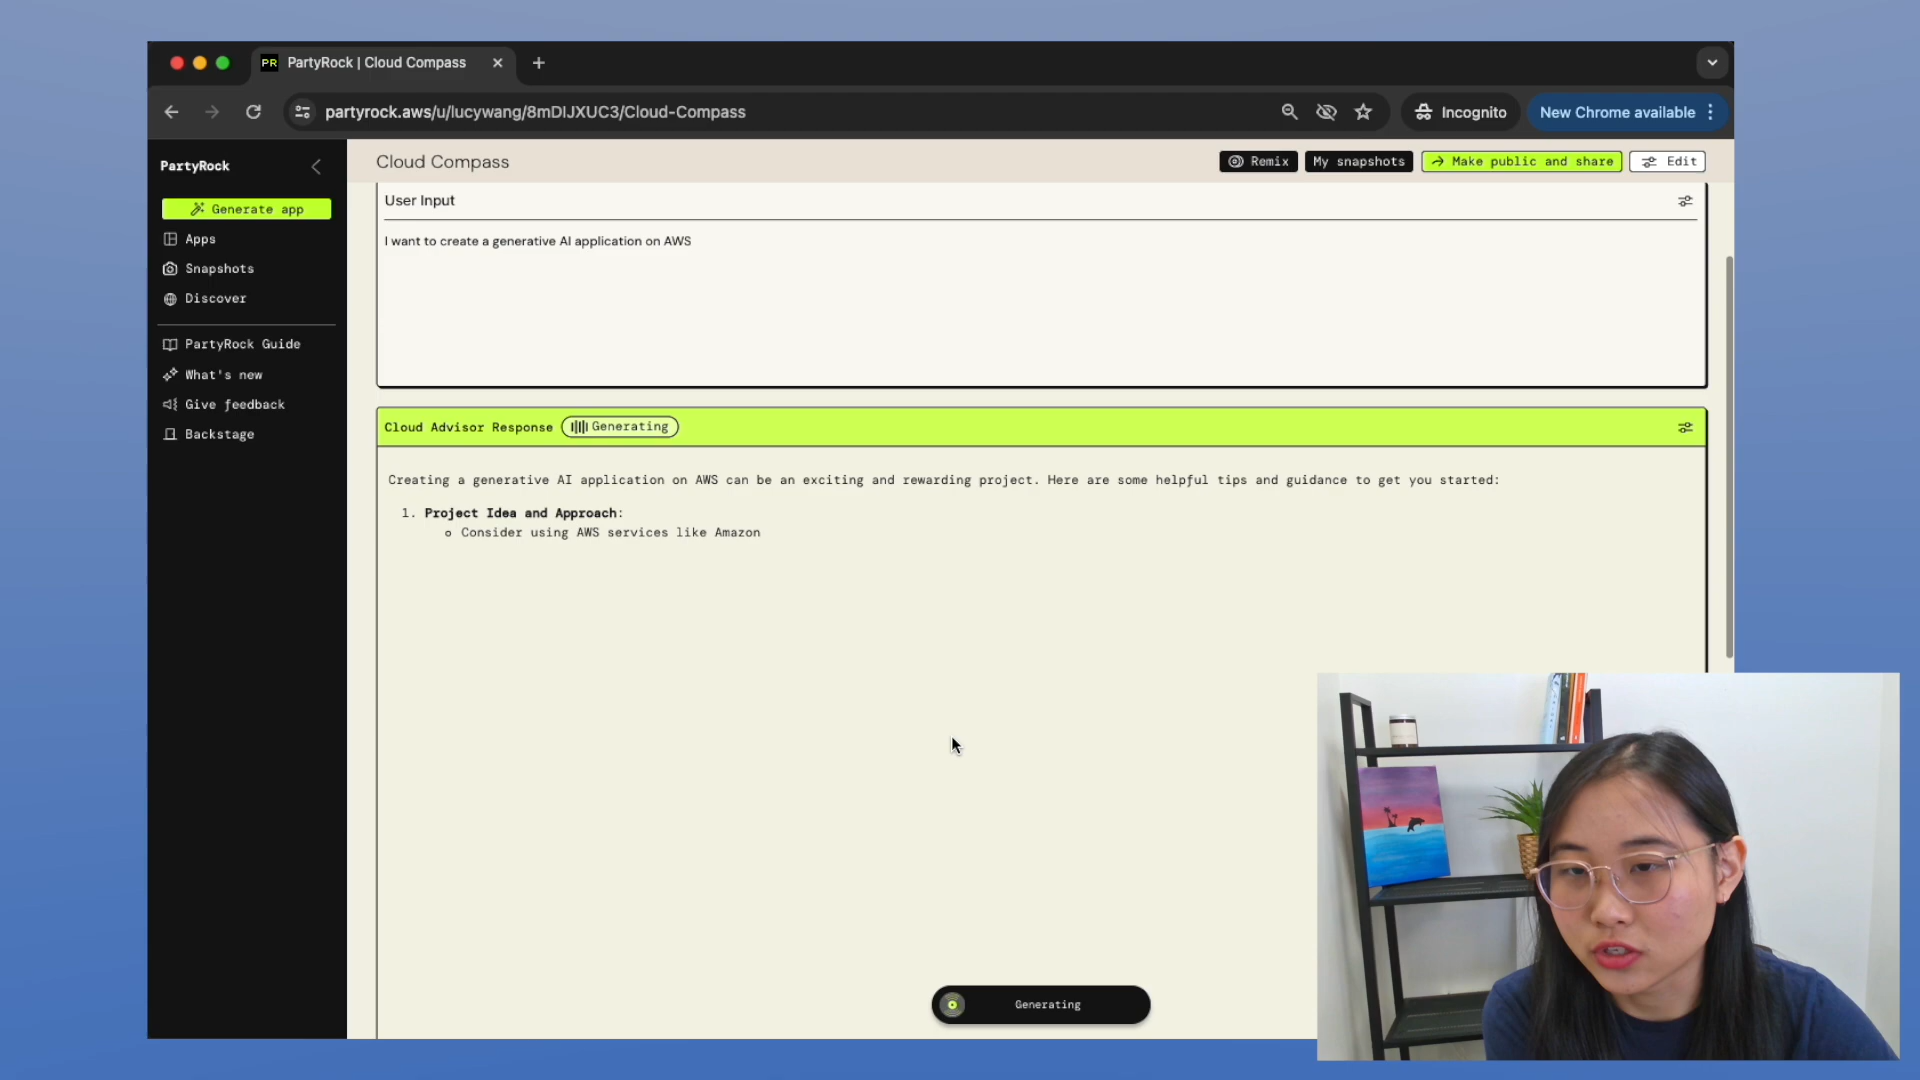 PR PartyRock | Cloud Compass
partyrock.aws/u/lucywang/8mDIJXUC3/Cloud-Compass
Incognito
New Chrome available
PartyRock
Generate app
Apps
Snapshots
Discover
PartyRock Guide
What's new
Give feedback
Backstage
Cloud Compass
Remix
My snapshots
Make public and share
Edit
User Input
I want to create a generative AI application on AWS
Cloud Advisor Response
Generating
Creating a generative AI application on AWS can be an exciting and rewarding project. Here are some helpful tips and guidance to get you started:
1. Project Idea and Approach:
o Consider using AWS services like Amazon
Generating